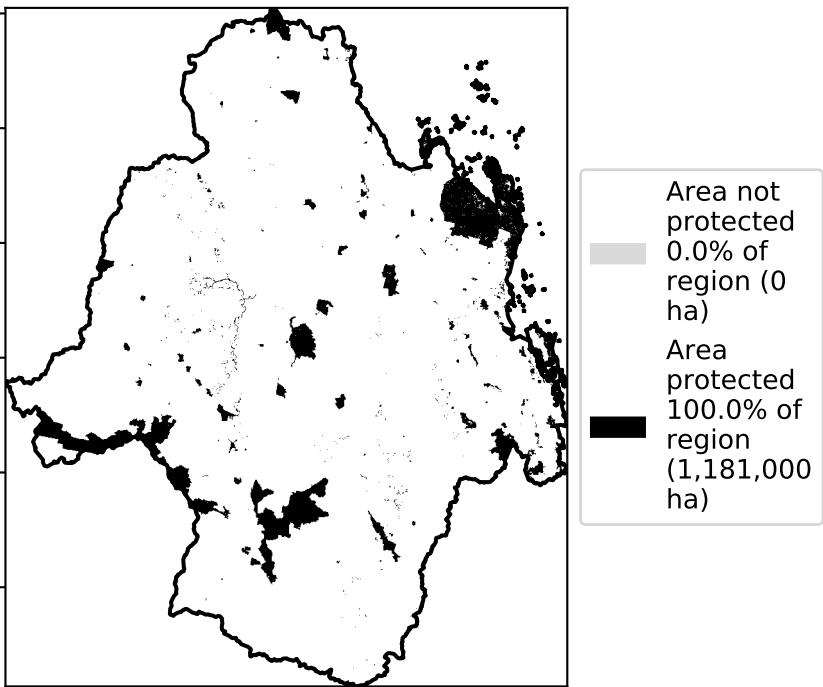 Area not
protected
0.0% of
region (0
ha)
Area
protected
100.0% of
region
(1,181,000
ha)